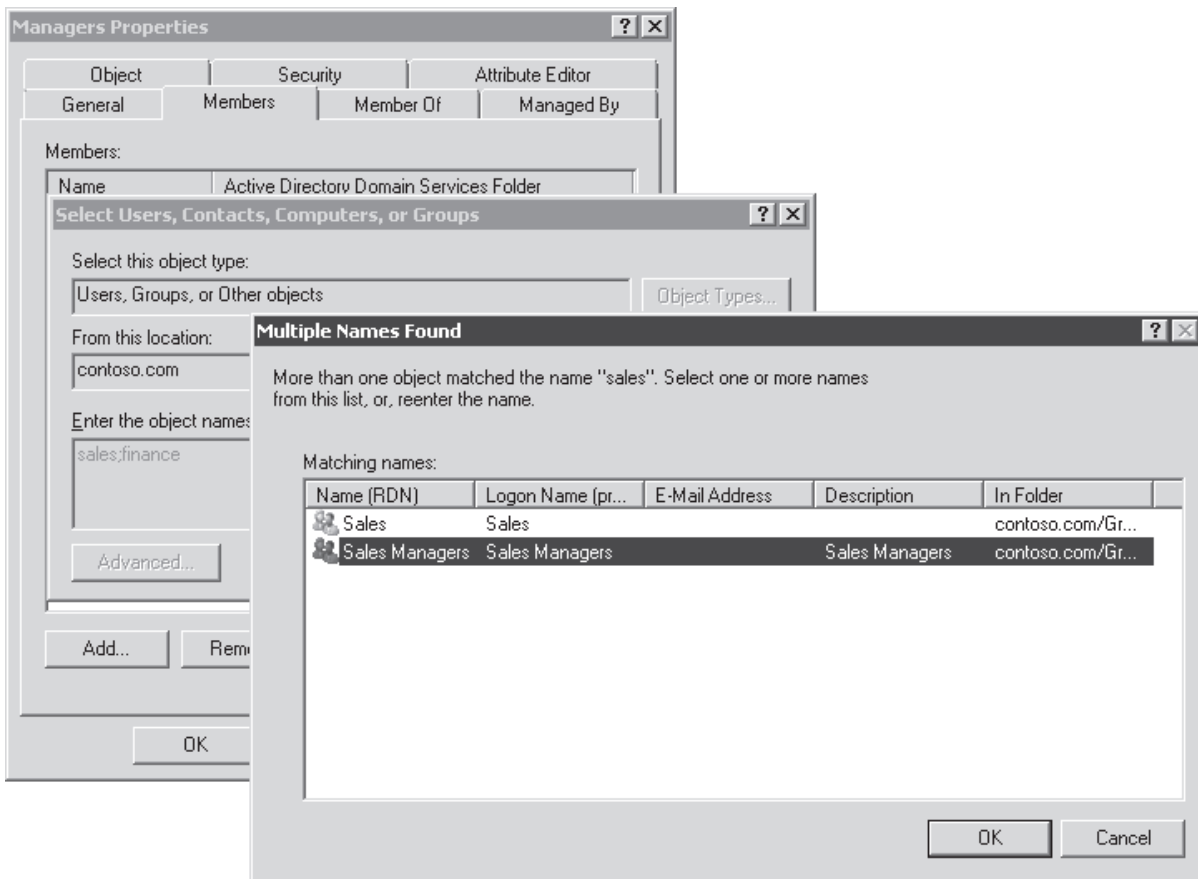 Managers Properties
Object Security Attribute Editor
General Members Member Of Managed By
Members:
Name Active Directory Domain Services Folder
Select Users, Contacts, Computers, or Groups
Select this object type:
Users, Groups, or Other objects Object Types...
From this location:
contoso.com
Enter the object names
sales;finance
Advanced...
Add... Rem
OK
Multiple Names Found
More than one object matched the name "sales". Select one or more names
from this list, or, reenter the name.
Matching names:
Name (RDN) Logon Name (pr... E-Mail Address Description In Folder
Sales Sales contoso.com/Gr...
Sales Managers Sales Managers Sales Managers contoso.com/Gr...
OK Cancel